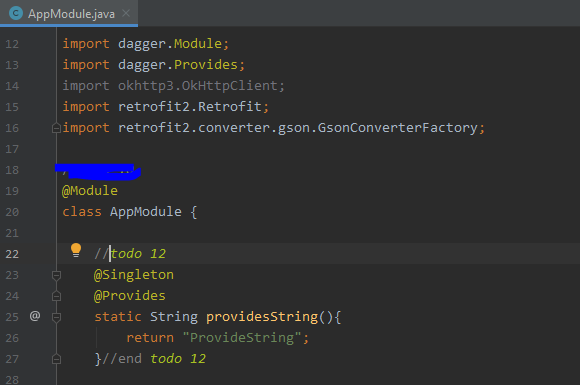 AppModule.java
12 import dagger.Module;
13 import dagger.Provides;
14 import okhttp3.OkHttpClient;
15 import retrofit2.Retrofit;
16 import retrofit2.converter.gson.GsonConverterFactory;
17
18
19 @Module
20 class AppModule {
21
22 //todo 12
23 @Singleton
24 @Provides
25 @ static String providesString(){
26 return "ProvideString";
27 }//end todo 12
28